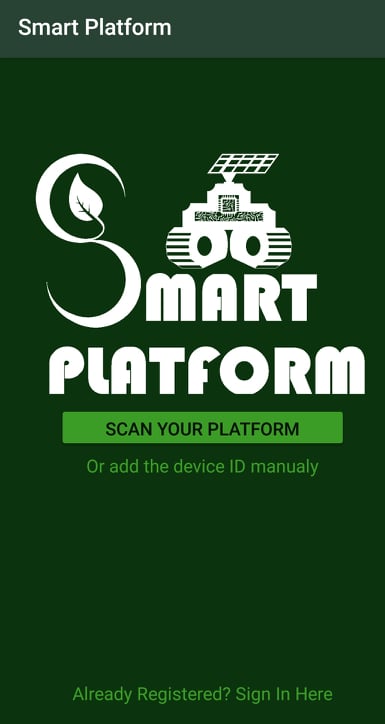 Smart Platform
SMART
PLATFORM
SCAN YOUR PLATFORM
Or add the device ID manualy
Already Registered? Sign In Here